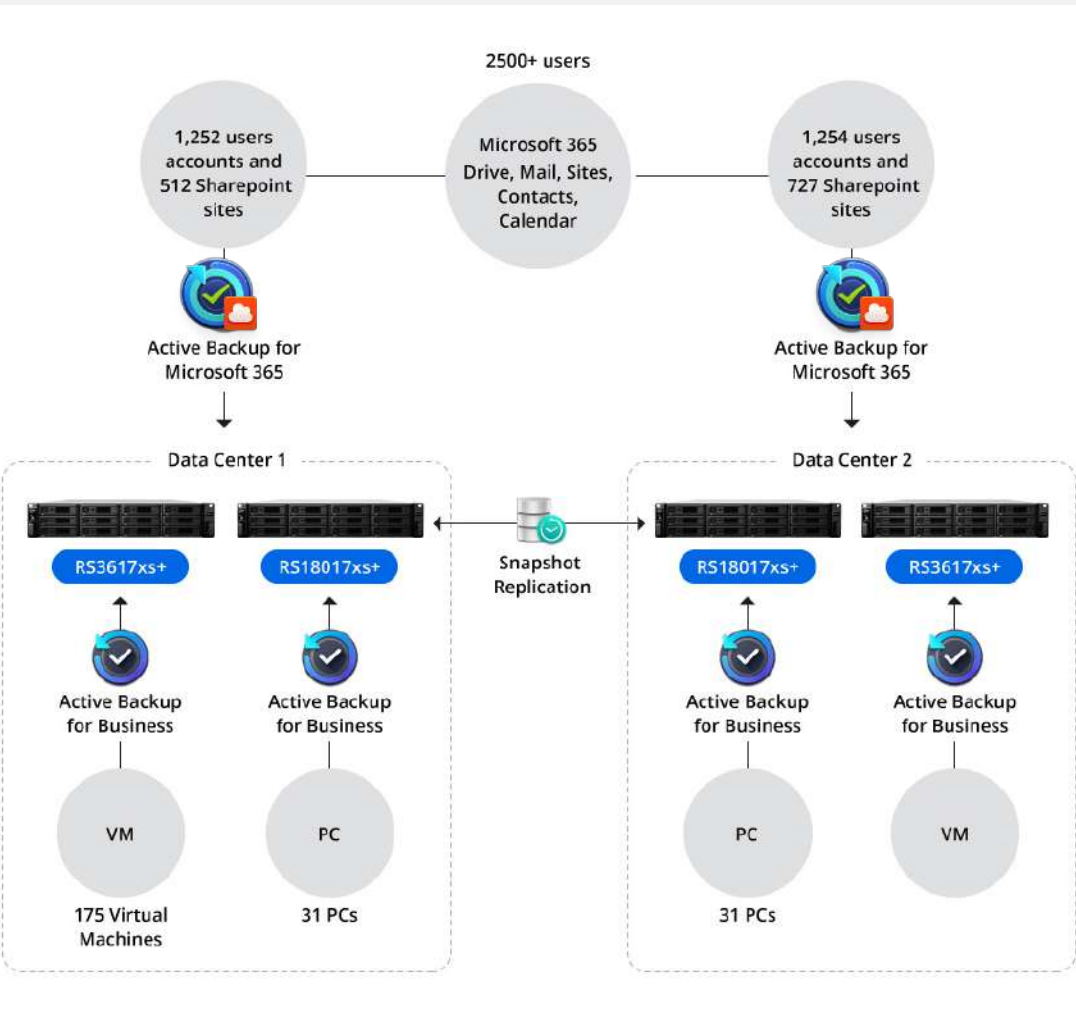 2500+ users
1,252 users
accounts and
512 Sharepoint
sites
Microsoft 365
Drive, Mail, Sites,
Contacts,
Calendar
1,254 users
accounts and
727 Sharepoint
sites
Active Backup for
Microsoft 365
Active Backup for
Microsoft 365
Data Center 1
RS3617xs+
RS18017xs+
Snapshot
Replication
Data Center 2
RS18017xs+
RS3617xs+
Active Backup
for Business
Active Backup
for Business
Active Backup
for Business
Active Backup
for Business
VM
PC
PC
VM
175 Virtual
Machines
31 PCs
31 PCs